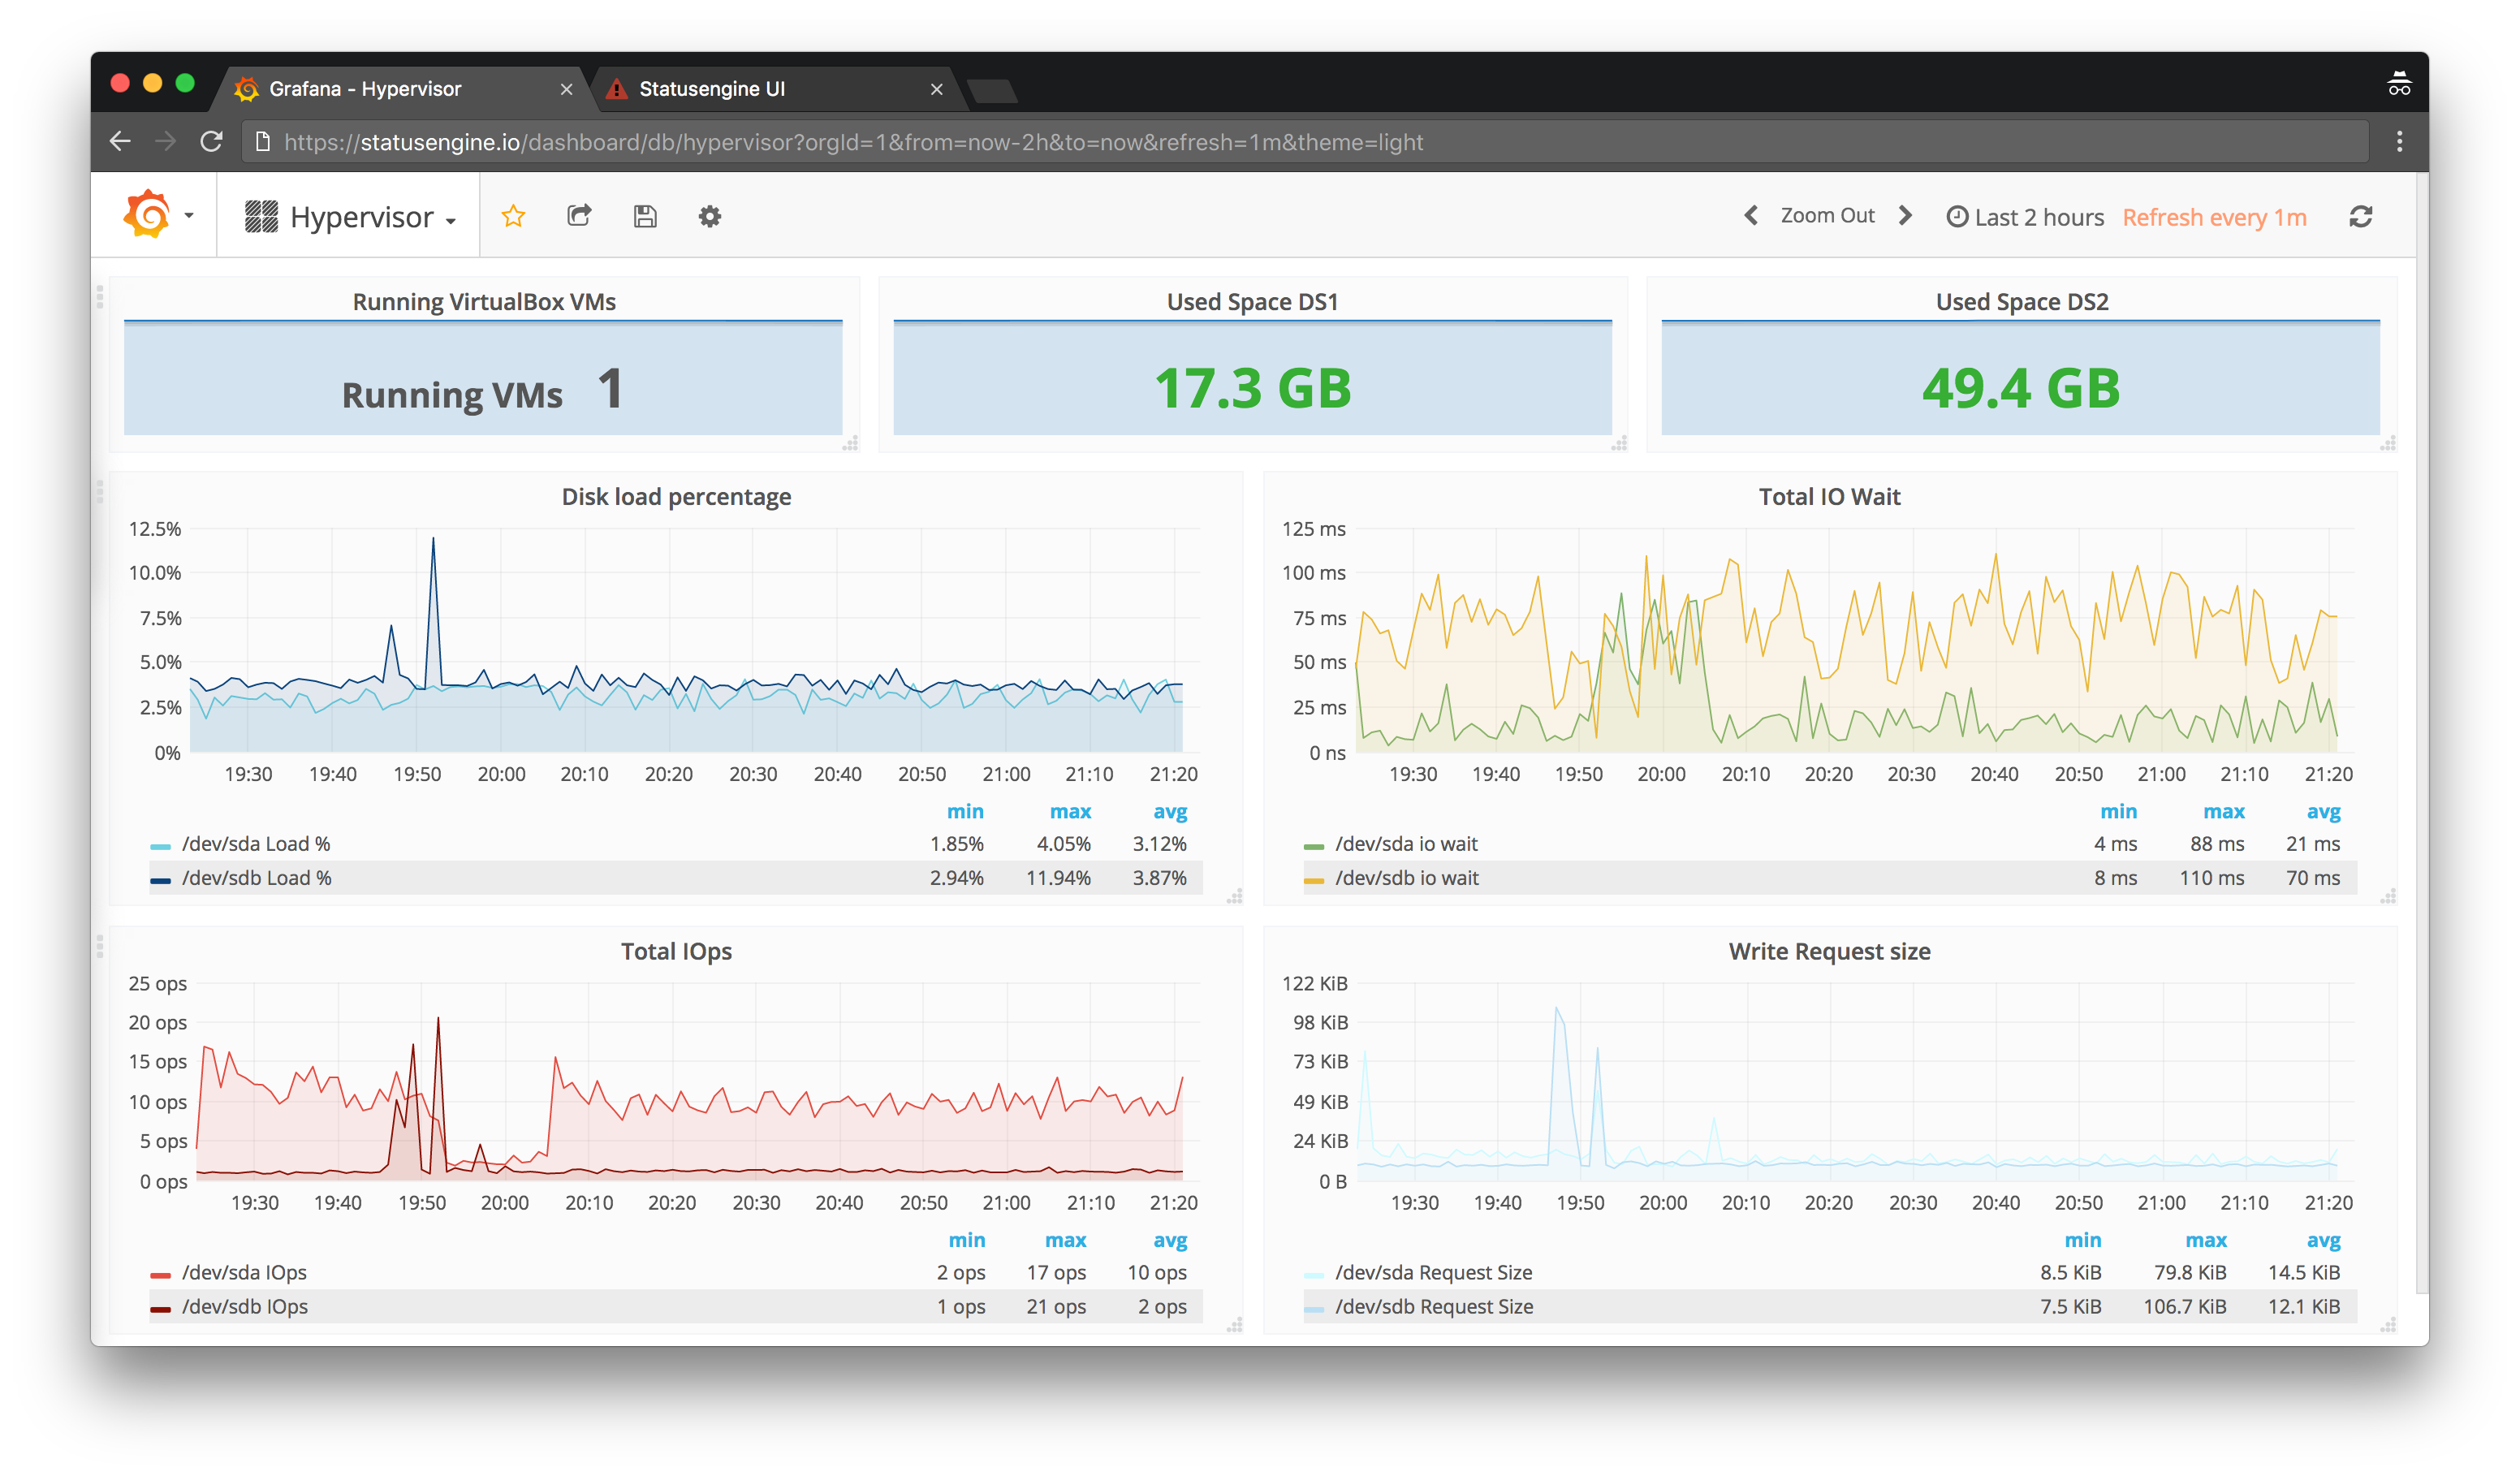 Grafana - Hypervisor
Statusengine UI
https://statusengine.io/dashboard/db/hypervisor?orgId=1&from=now-2h&to=now&refresh=1m&theme=light
Hypervisor
Zoom Out
Last 2 hours
Refresh every 1m
Running VirtualBox VMs
Running VMs 1
Used Space DS1
17.3 GB
Used Space DS2
49.4 GB
Disk load percentage
12.5%
10.0%
7.5%
5.0%
2.5%
0%
19:30 19:40 19:50 20:00 20:10 20:20 20:30 20:40 20:50 21:00 21:10 21:20
min max avg
/dev/sda Load % 1.85% 4.05% 3.12%
/dev/sdb Load % 2.94% 11.94% 3.87%
Total IO Wait
125 ms
100 ms
75 ms
50 ms
25 ms
0 ns
19:30 19:40 19:50 20:00 20:10 20:20 20:30 20:40 20:50 21:00 21:10 21:20
min max avg
/dev/sda io wait 4 ms 88 ms 21 ms
/dev/sdb io wait 8 ms 110 ms 70 ms
Total IOps
25 ops
20 ops
15 ops
10 ops
5 ops
0 ops
19:30 19:40 19:50 20:00 20:10 20:20 20:30 20:40 20:50 21:00 21:10 21:20
min max avg
/dev/sda IOps 2 ops 17 ops 10 ops
/dev/sdb IOps 1 ops 21 ops 2 ops
Write Request size
122 KiB
98 KiB
73 KiB
49 KiB
24 KiB
0 B
19:30 19:40 19:50 20:00 20:10 20:20 20:30 20:40 20:50 21:00 21:10 21:20
min max avg
/dev/sda Request Size 8.5 KiB 79.8 KiB 14.5 KiB
/dev/sdb Request Size 7.5 KiB 106.7 KiB 12.1 KiB